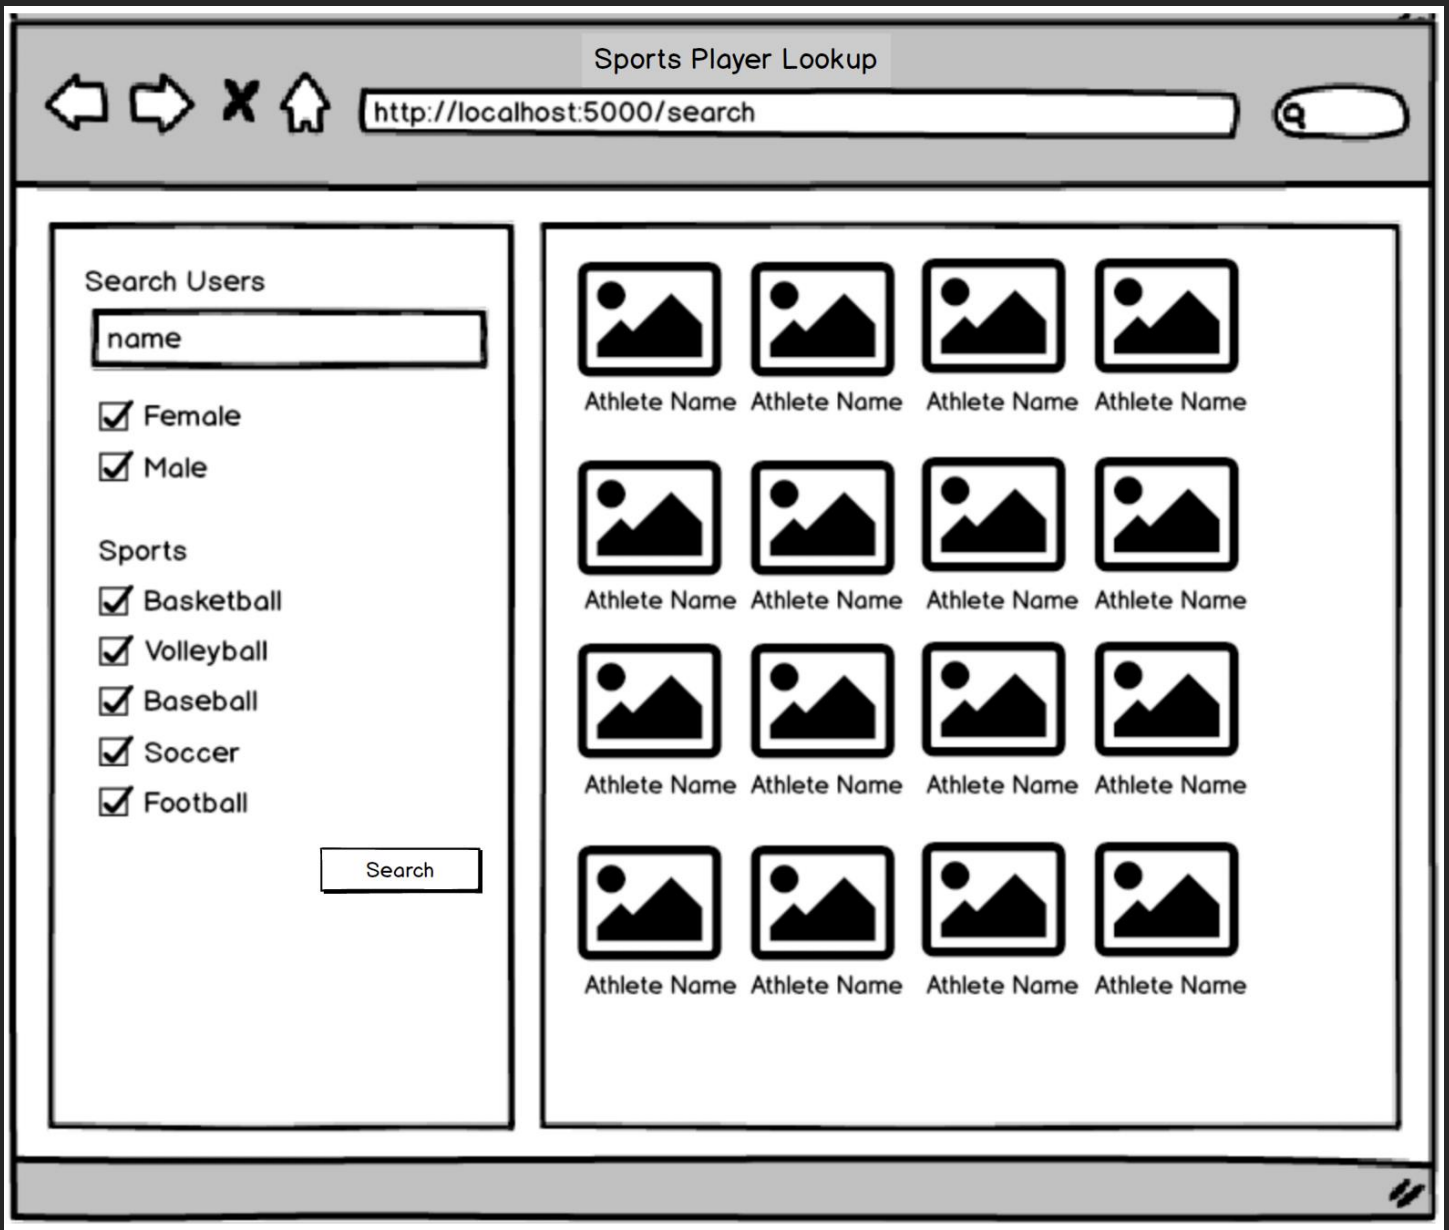 Sports Player Lookup
http://localhost:5000/search
Search Users
name
Female
Male
Sports
Basketball
Volleyball
Baseball
Soccer
Football
Search
Athlete Name Athlete Name Athlete Name Athlete Name
Athlete Name Athlete Name Athlete Name Athlete Name
Athlete Name Athlete Name Athlete Name Athlete Name
Athlete Name Athlete Name Athlete Name Athlete Name